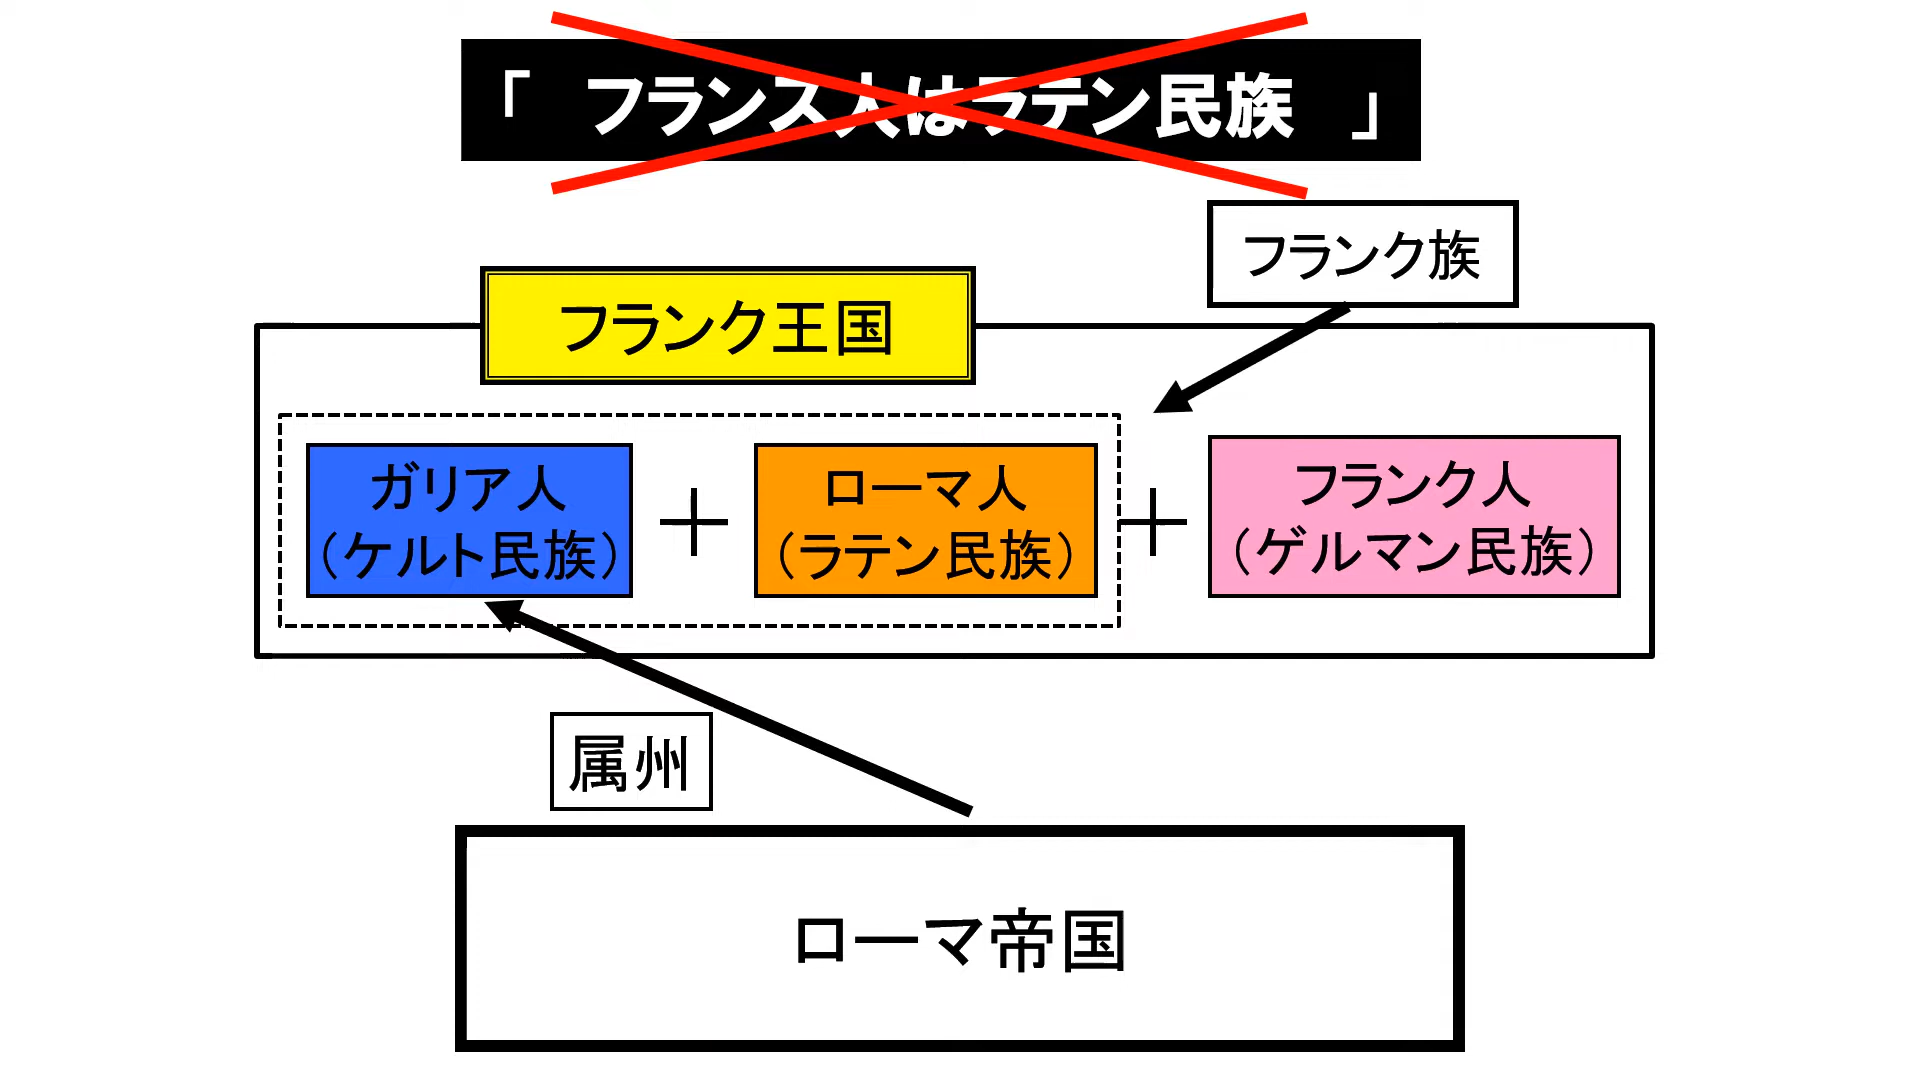 「 フランス人はラテン民族 」
フランク族
フランク王国
ガリア人
(ケルト民族)
+
ローマ人
(ラテン民族)
+
フランク人
(ゲルマン民族)
属州
ローマ帝国